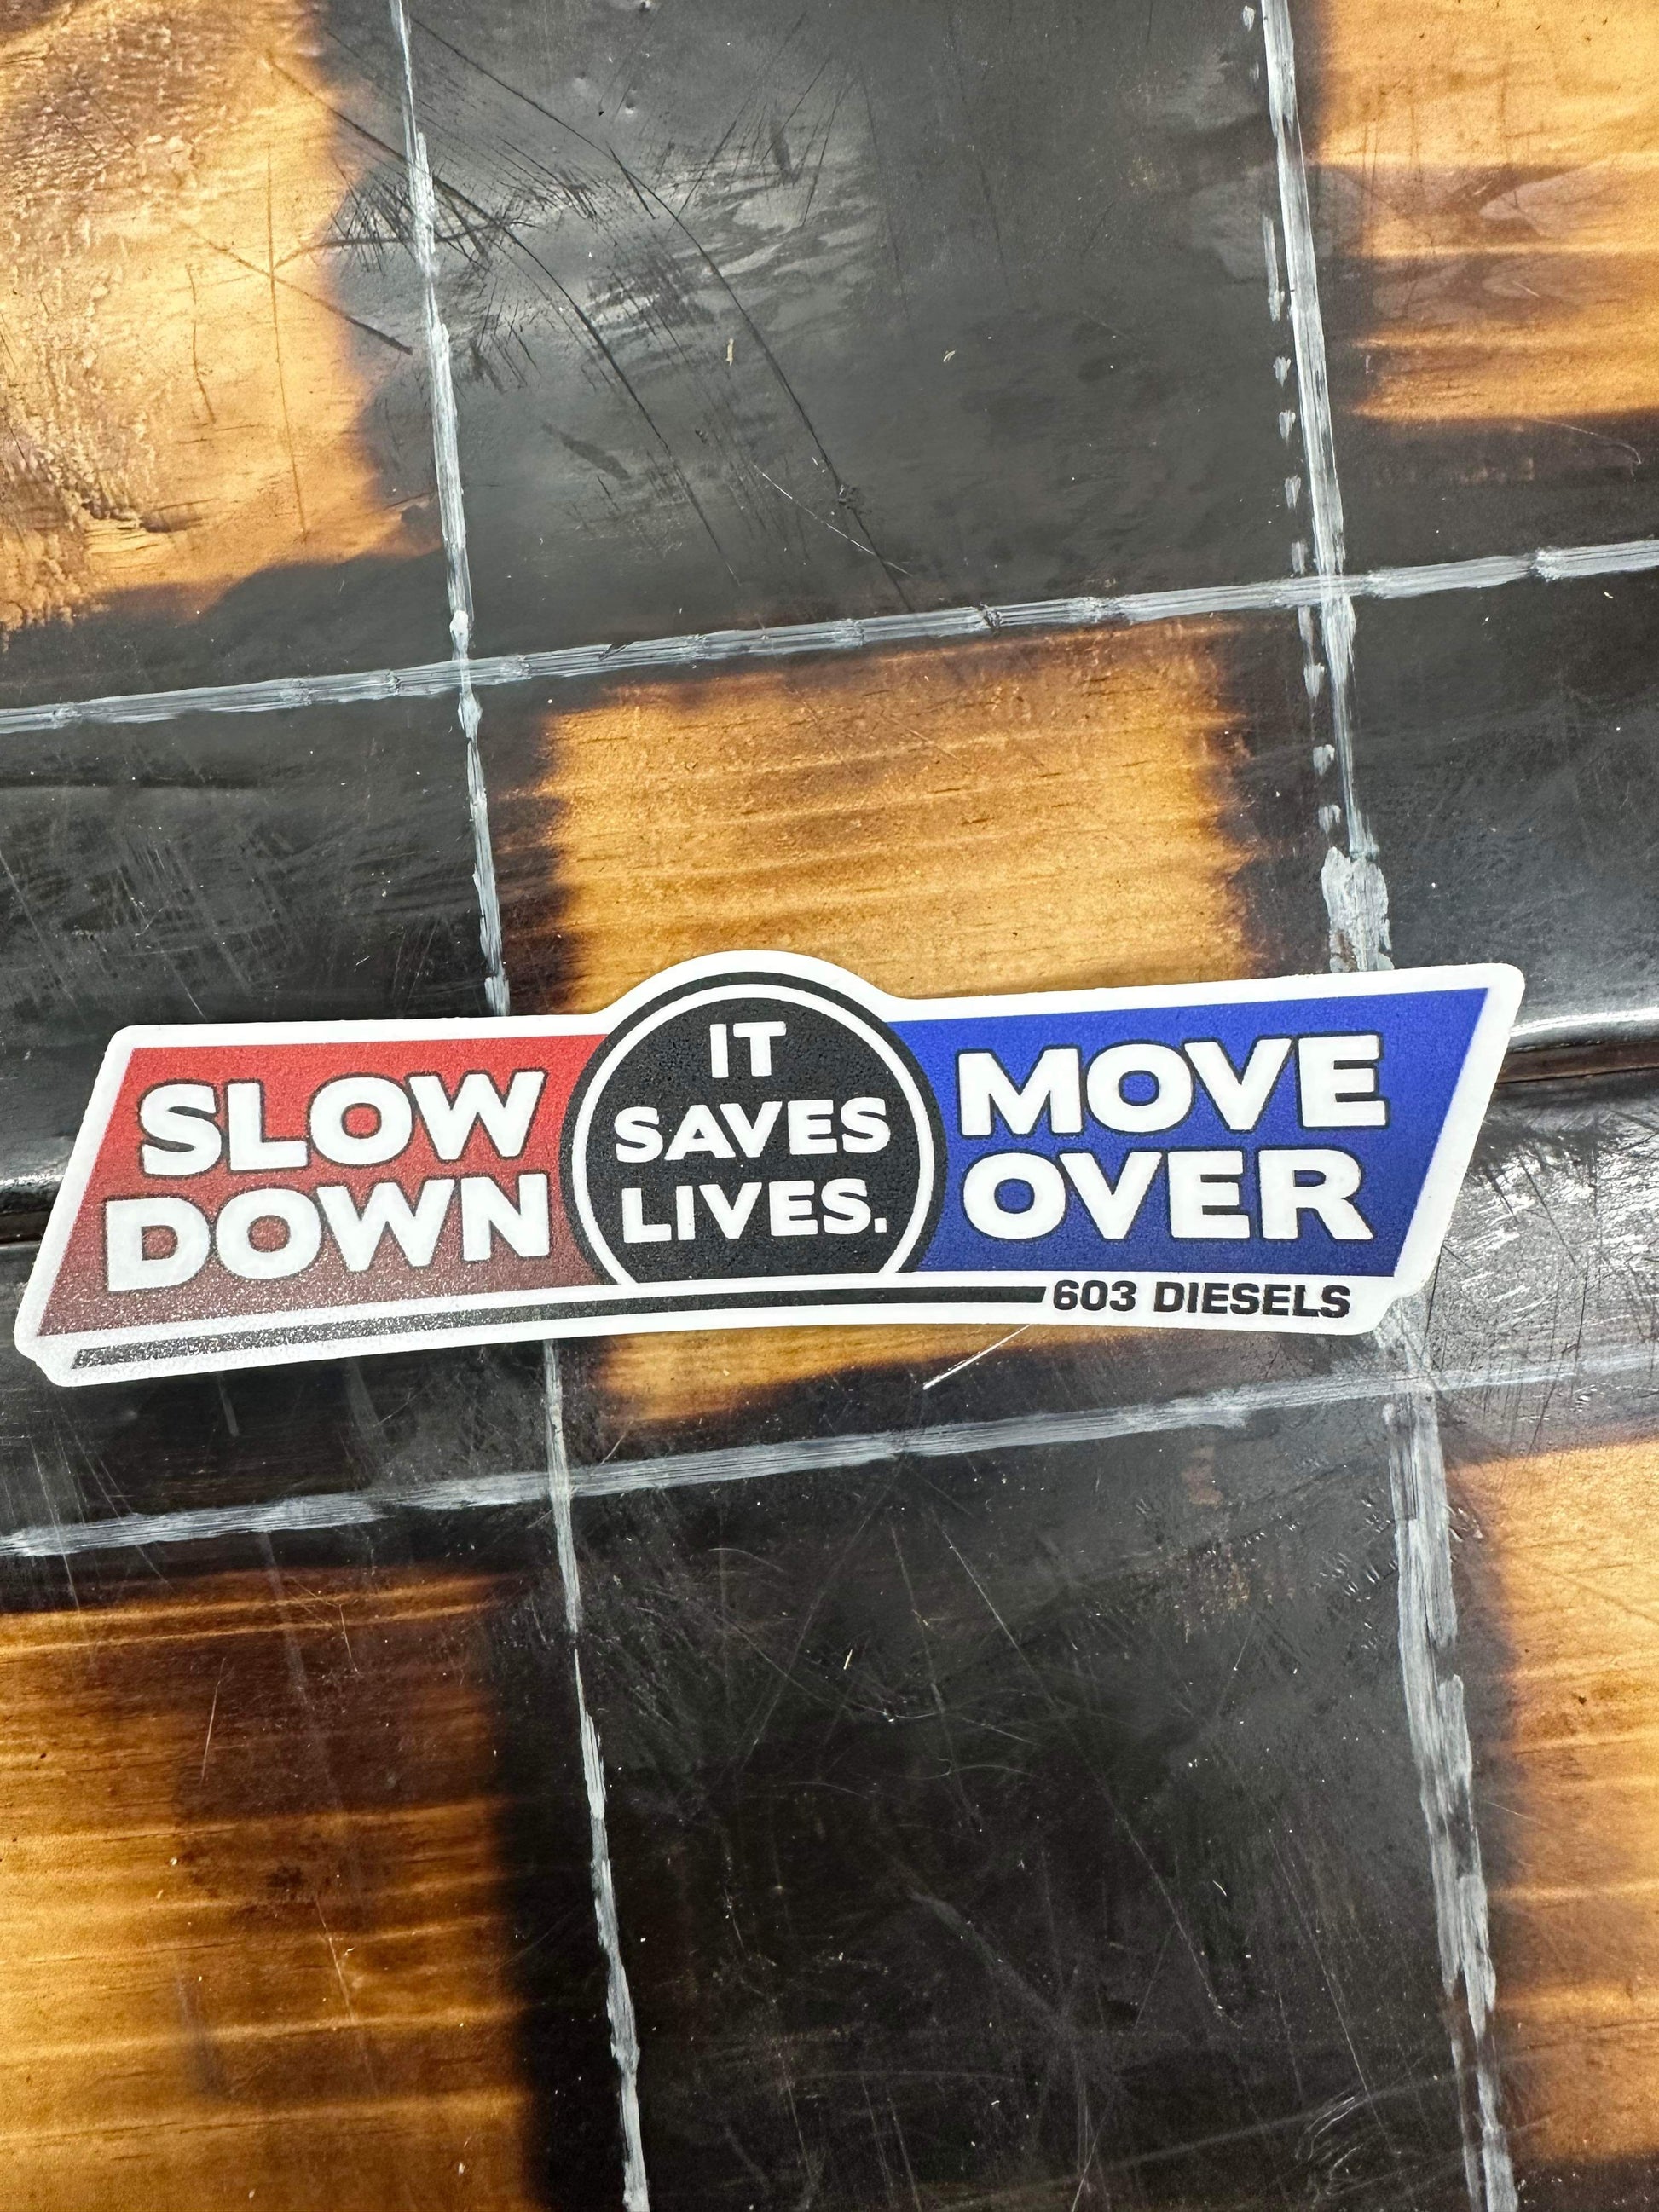 SLOW
DOWN
IT
SAVES
LIVES.
MOVE
OVER
603 DIESELS